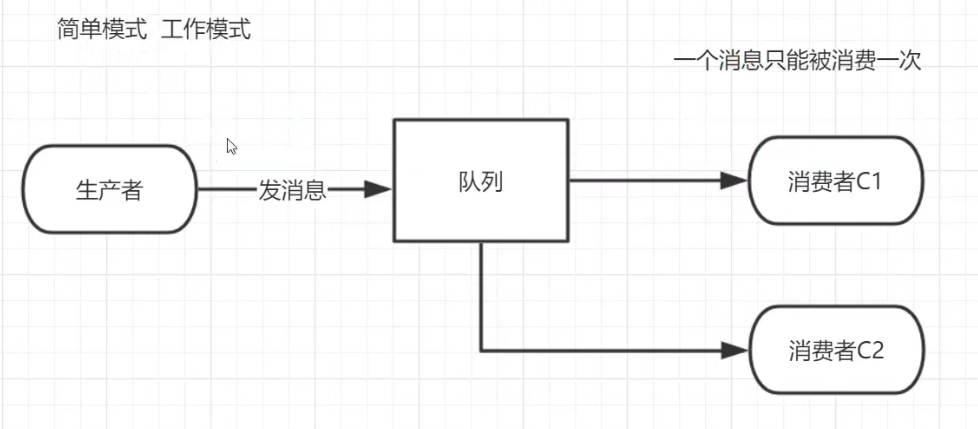 简单模式 工作模式
一个消息只能被消费一次
生产者
发消息
队列
消费者C1
消费者C2